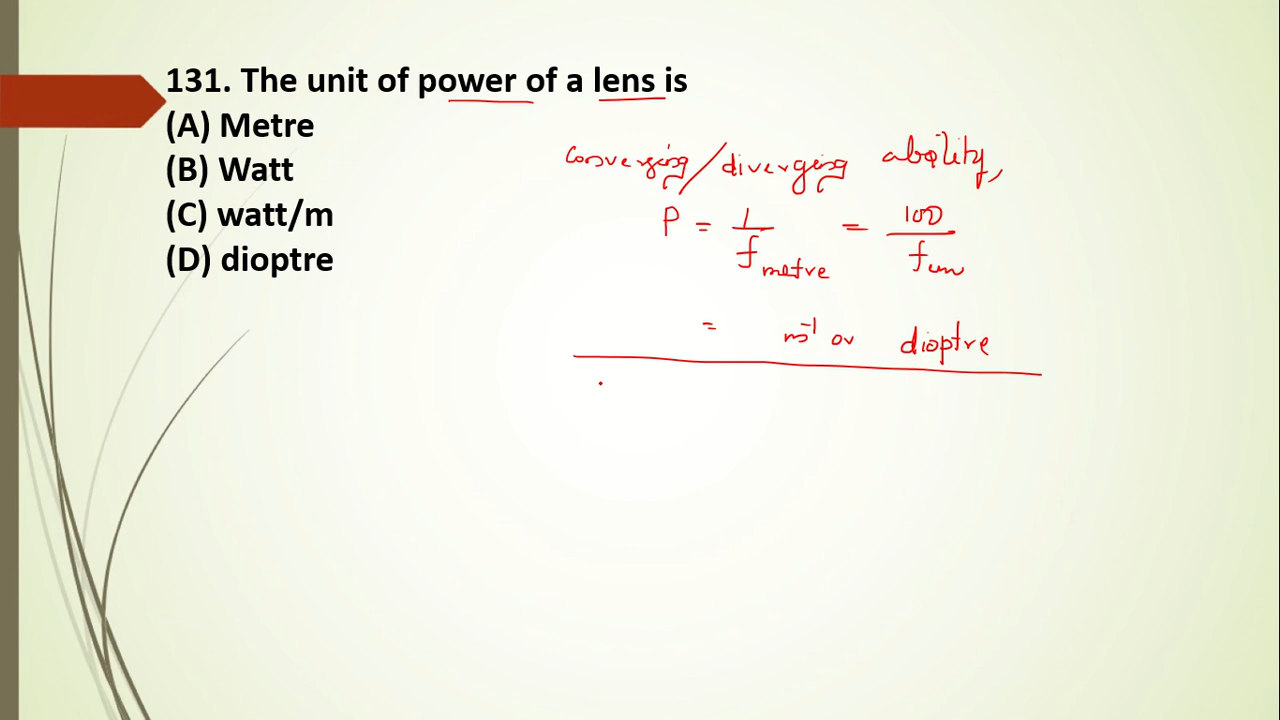 131. The unit of power of a lens is
(A) Metre
(B) Watt
(C) watt/m
(D) dioptre
converging/diverging ability,
P = 1/f metre = 100/f cm
= m⁻¹ or dioptre